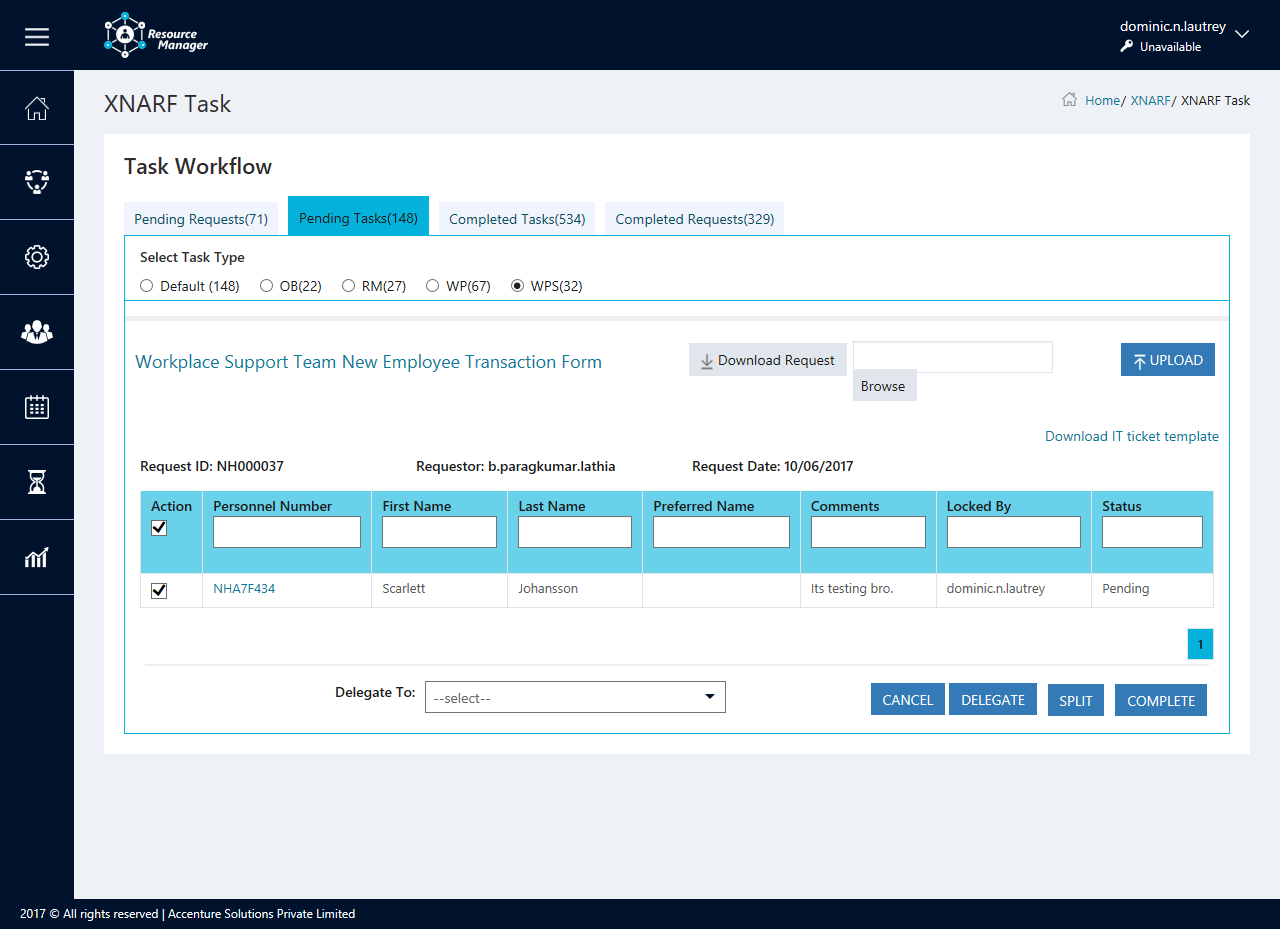 Resource
Manager
dominic.n.lautrey
Unavailable
XNARF Task
Home/ XNARF/ XNARF Task
Task Workflow
Pending Requests(71)
Pending Tasks(148)
Completed Tasks(534)
Completed Requests(329)
Select Task Type
Default (148) OB(22) RM(27) WP(67) WPS(32)
Workplace Support Team New Employee Transaction Form
Download Request
Browse
UPLOAD
Download IT ticket template
Request ID: NH000037 Requestor: b.paragkumar.lathia Request Date: 10/06/2017
Action Personnel Number First Name Last Name Preferred Name Comments Locked By Status
NHA7F434 Scarlett Johansson Its testing bro. dominic.n.lautrey Pending
1
Delegate To: --select--
CANCEL DELEGATE SPLIT COMPLETE
2017 © All rights reserved | Accenture Solutions Private Limited